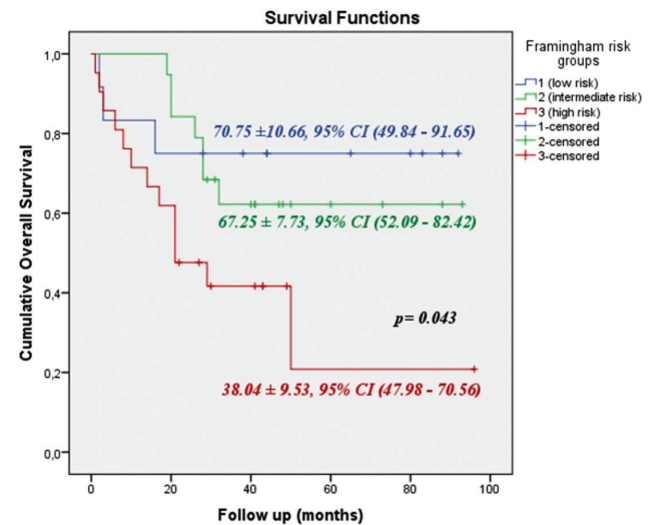 Survival Functions
Framingham risk
groups
1 (low risk)
2 (intermediate risk)
3 (high risk)
1-censored
2-censored
3-censored
Cumulative Overall Survival
1,0
0,8
0,6
0,4
0,2
0,0
70.75 ±10.66, 95% CI (49.84 - 91.65)
67.25 ± 7.73, 95% CI (52.09 - 82.42)
p= 0.043
38.04 ± 9.53, 95% CI (47.98 - 70.56)
0 20 40 60 80 100
Follow up (months)